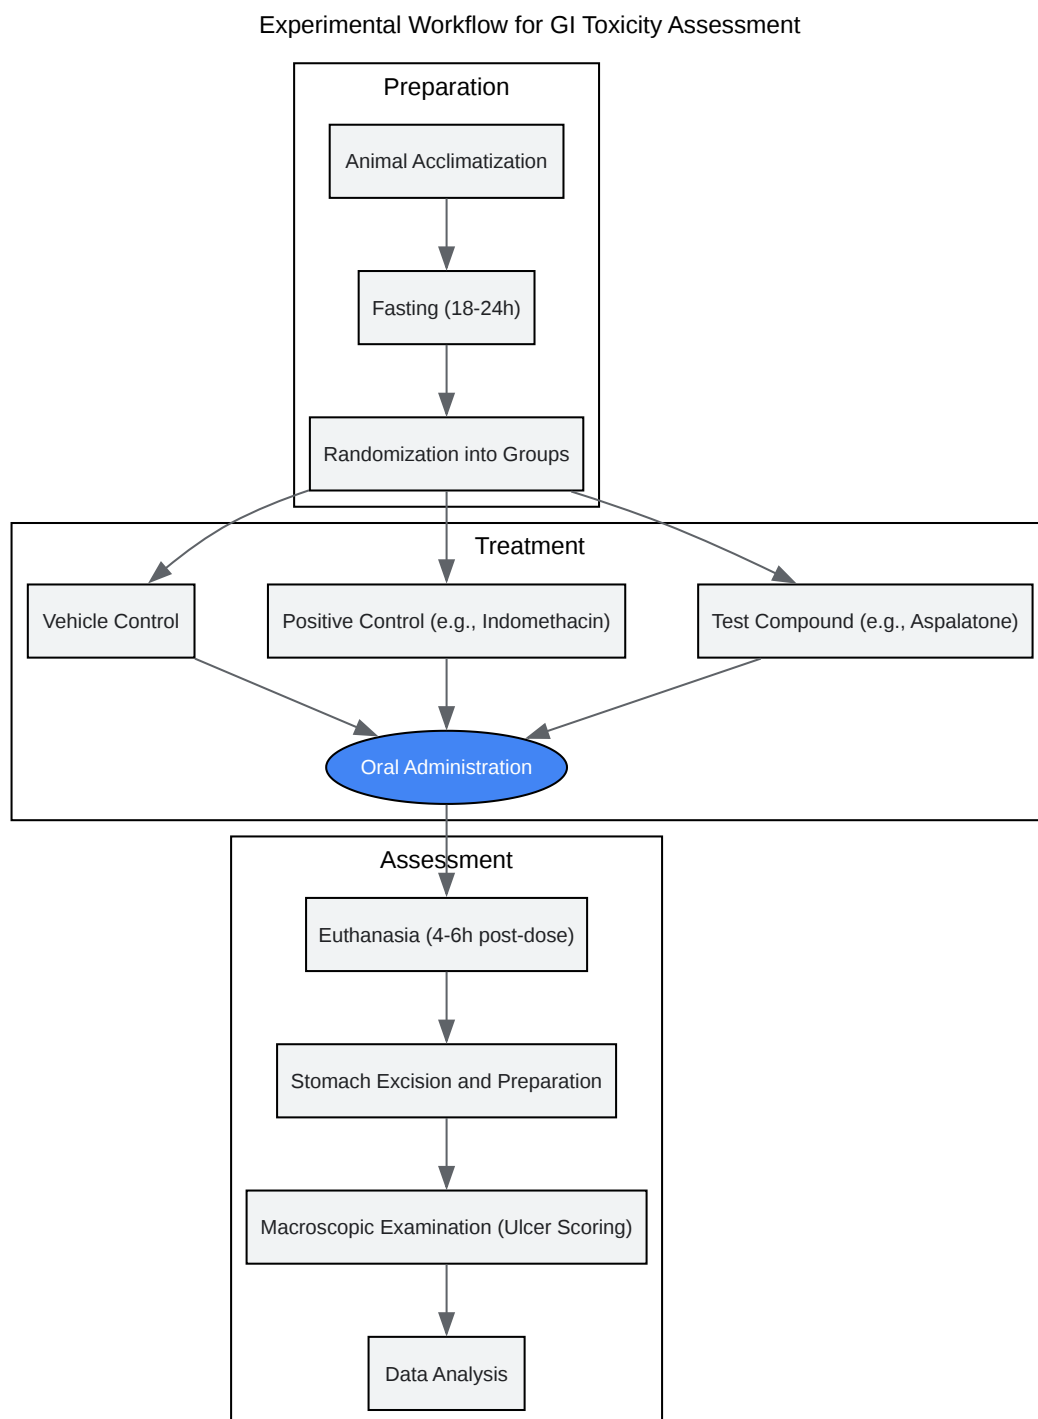 Experimental Workflow for GI Toxicity Assessment
Preparation
Animal Acclimatization
Fasting (18-24h)
Randomization into Groups
Treatment
Vehicle Control
Positive Control (e.g., Indomethacin)
Test Compound (e.g., Aspalatone)
Oral Administration
Assessment
Euthanasia (4-6h post-dose)
Stomach Excision and Preparation
Macroscopic Examination (Ulcer Scoring)
Data Analysis